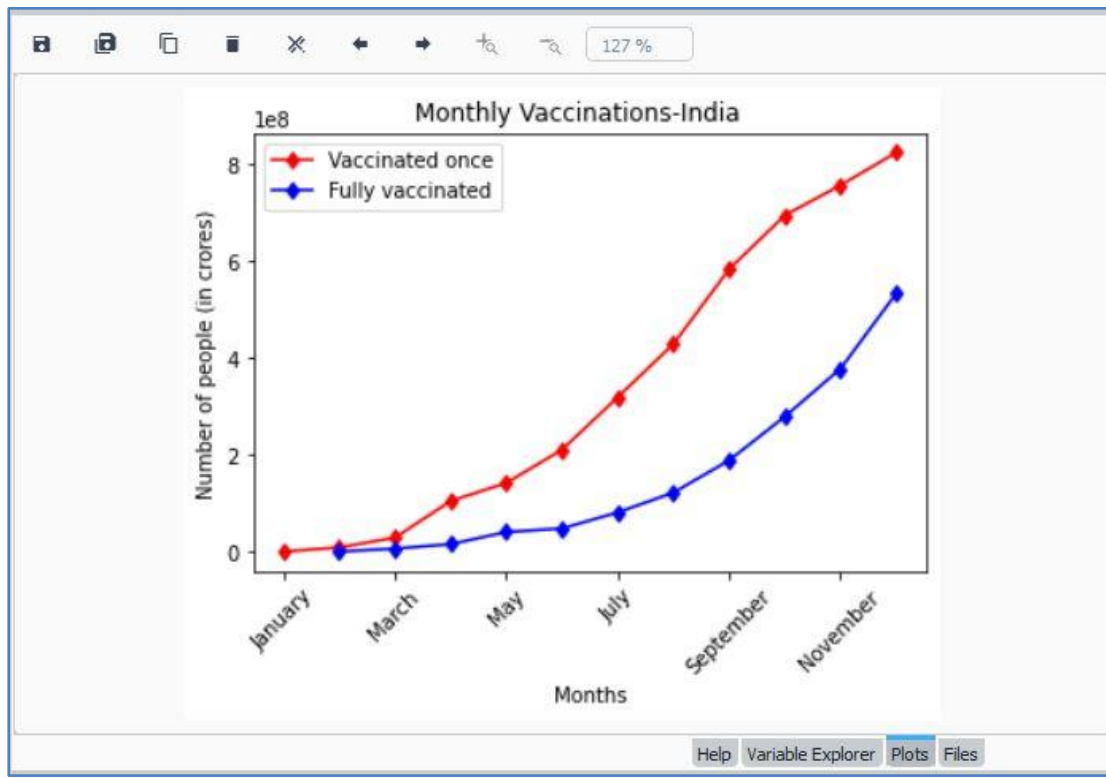 127 %
Monthly Vaccinations-India
1e8
Vaccinated once
Fully vaccinated
8
6
4
2
0
Number of people (in crores)
January
March
May
July
September
November
Months
Help Variable Explorer Plots Files